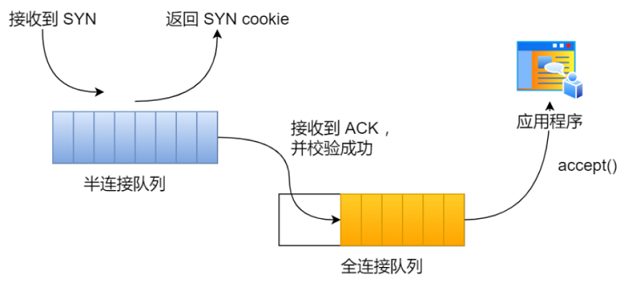 接收到 SYN
返回 SYN cookie
半连接队列
接收到 ACK，
并校验成功
全连接队列
应用程序
accept()